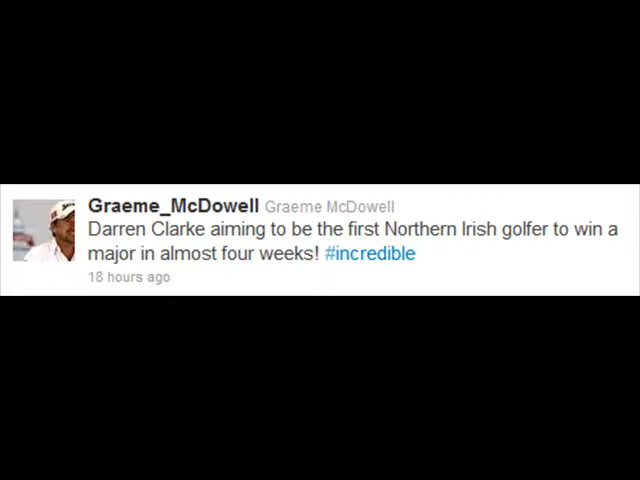 Graeme_McDowell Graeme McDowell
Darren Clarke aiming to be the first Northern Irish golfer to win a
major in almost four weeks! #incredible
18 hours ago